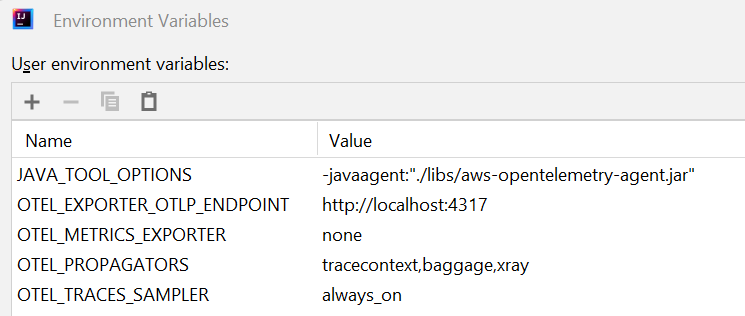 IJ
Environment Variables
User environment variables:
Name Value
JAVA_TOOL_OPTIONS -javaagent:"./libs/aws-opentelemetry-agent.jar"
OTEL_EXPORTER_OTLP_ENDPOINT http://localhost:4317
OTEL_METRICS_EXPORTER none
OTEL_PROPAGATORS tracecontext,baggage,xray
OTEL_TRACES_SAMPLER always_on